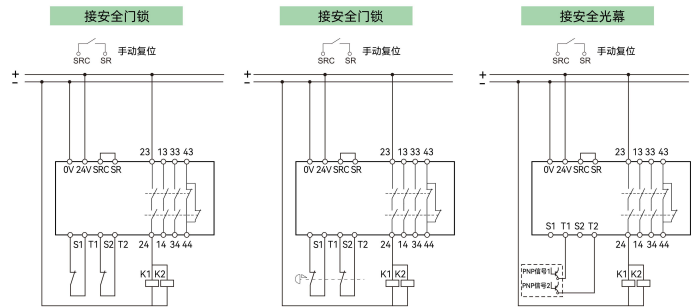 接安全门锁 接安全门锁 接安全光幕
手动复位 手动复位 手动复位
SRC SR SRC SR SRC SR
+ + +
− − −
23 13 33 43 23 13 33 43 23 13 33 43
0V 24V SRC SR 0V 24V SRC SR 0V 24V SRC SR
S1 T1 S2 T2
S1 T1 S2 T2 24 14 34 44 S1 T1 S2 T2 24 14 34 44 24 14 34 44
K1 K2 K1 K2 PNP信号1 K1 K2
PNP信号2